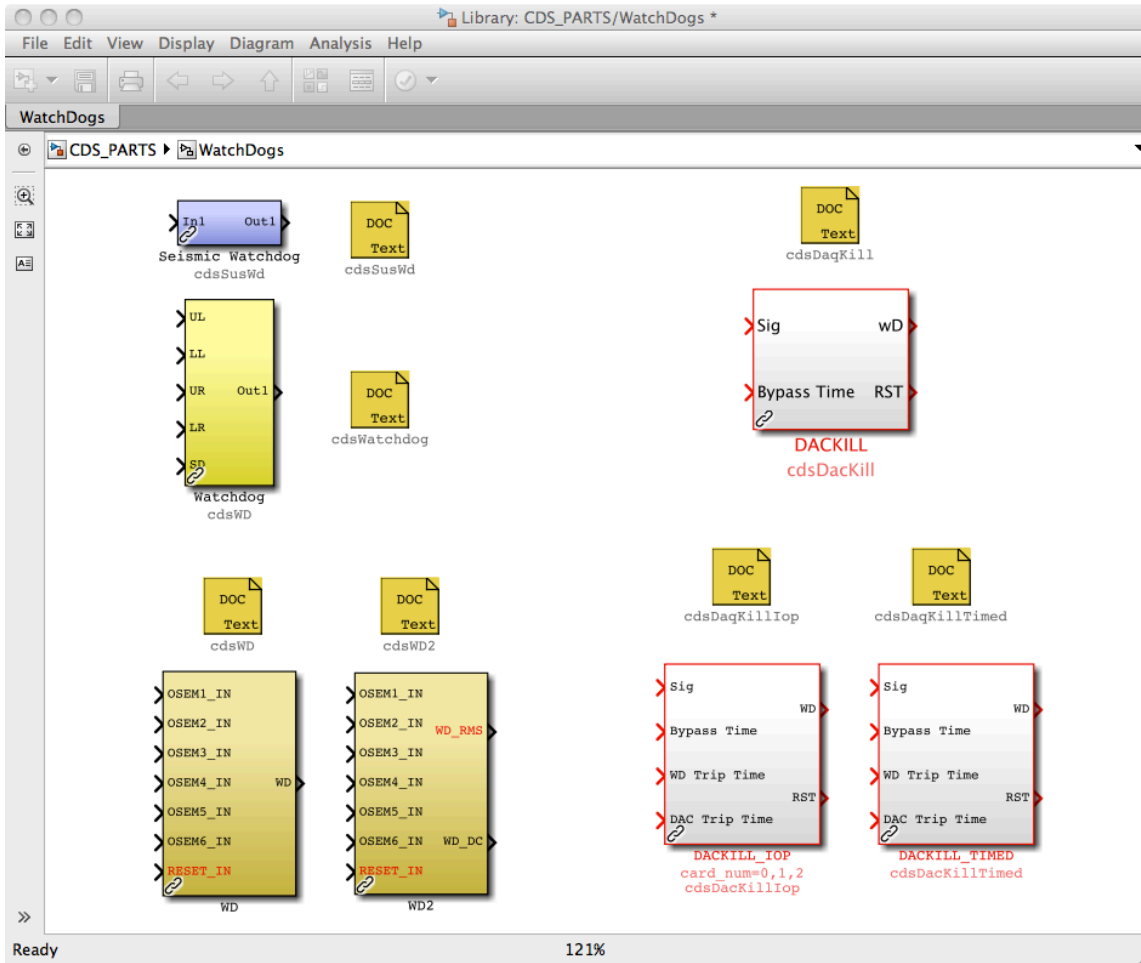 Library: CDS_PARTS/WatchDogs *
File Edit View Display Diagram Analysis Help
WatchDogs
CDS_PARTS WatchDogs
In1 Out1
Seismic Watchdog
cdsSusWd
DOC
Text
cdsSusWd
DOC
Text
cdsDaqKill
UL
LL
UR Out1
LR
SD
Watchdog
cdsWD
DOC
Text
cdsWatchdog
Sig wD
Bypass Time RST
DACKILL
cdsDacKill
DOC
Text
cdsWD
DOC
Text
cdsWD2
DOC
Text
cdsDaqKillIop
DOC
Text
cdsDaqKillTimed
OSEM1_IN
OSEM2_IN
OSEM3_IN
OSEM4_IN WD
OSEM5_IN
OSEM6_IN
RESET_IN
WD
OSEM1_IN
OSEM2_IN WD_RMS
OSEM3_IN
OSEM4_IN
OSEM5_IN
OSEM6_IN WD_DC
RESET_IN
WD2
Sig
WD
Bypass Time
WD Trip Time
RST
DAC Trip Time
DACKILL_IOP
card_num=0,1,2
cdsDacKillIop
Sig
WD
Bypass Time
WD Trip Time
RST
DAC Trip Time
DACKILL_TIMED
cdsDacKillTimed
Ready 121%